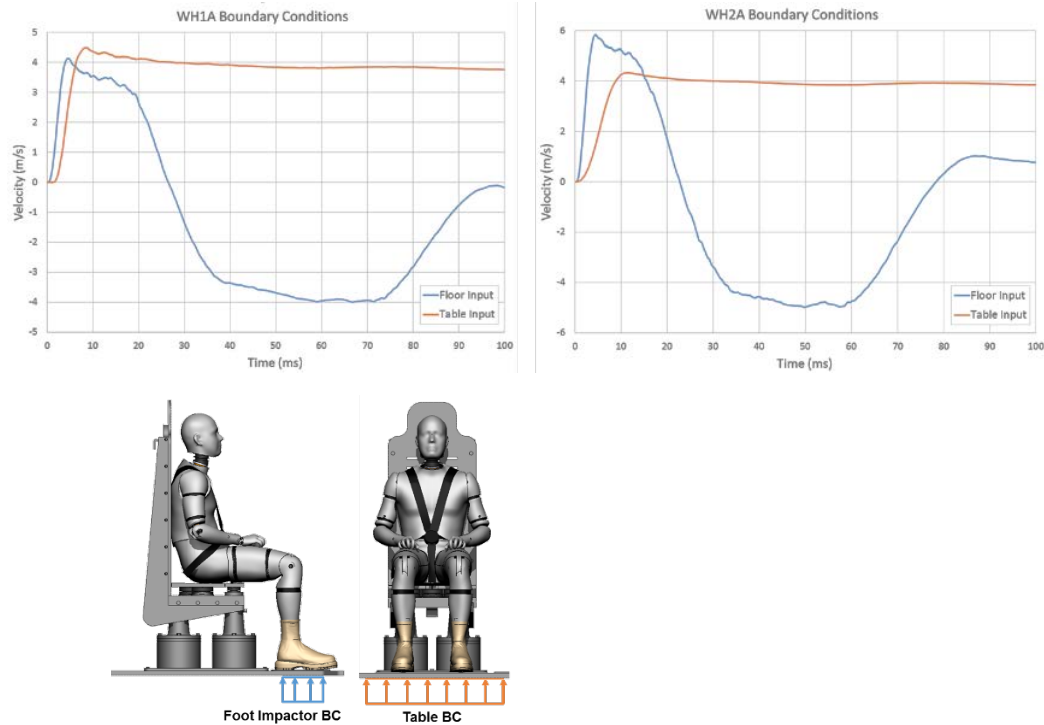 WH1A Boundary Conditions
5
4
3
2
1
0
-1
-2
-3
-4
-5
Velocity (m/s)
0 10 20 30 40 50 60 70 80 90 100
Time (ms)
Floor Input
Table Input
WH2A Boundary Conditions
6
4
2
0
-2
-4
-6
Velocity (m/s)
0 10 20 30 40 50 60 70 80 90 100
Time (ms)
Floor Input
Table Input
Foot Impactor BC
Table BC